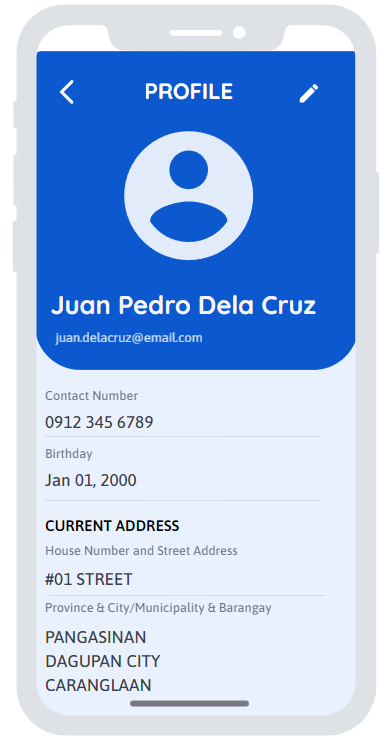 PROFILE
Juan Pedro Dela Cruz
juan.delacruz@email.com
Contact Number
0912 345 6789
Birthday
Jan 01, 2000
CURRENT ADDRESS
House Number and Street Address
#01 STREET
Province & City/Municipality & Barangay
PANGASINAN
DAGUPAN CITY
CARANGLAAN